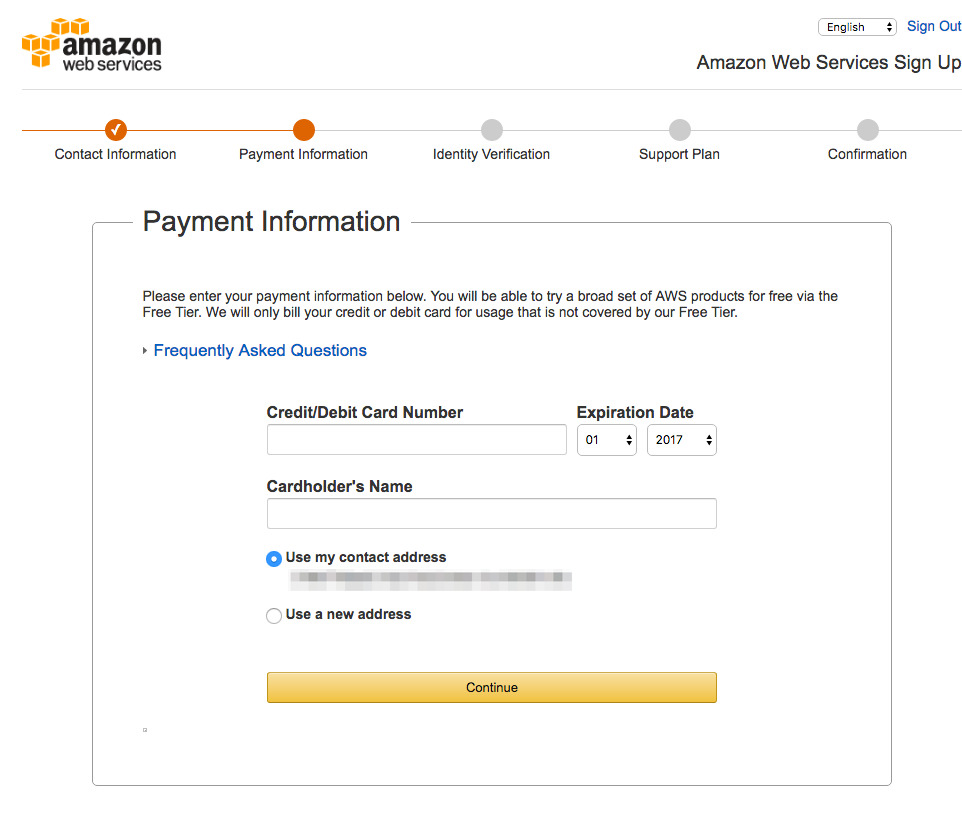 amazon
web services
English
Sign Out
Amazon Web Services Sign Up
Contact Information
Payment Information
Identity Verification
Support Plan
Confirmation
Payment Information
Please enter your payment information below. You will be able to try a broad set of AWS products for free via the
Free Tier. We will only bill your credit or debit card for usage that is not covered by our Free Tier.
Frequently Asked Questions
Credit/Debit Card Number
Expiration Date
01
2017
Cardholder's Name
Use my contact address
Use a new address
Continue